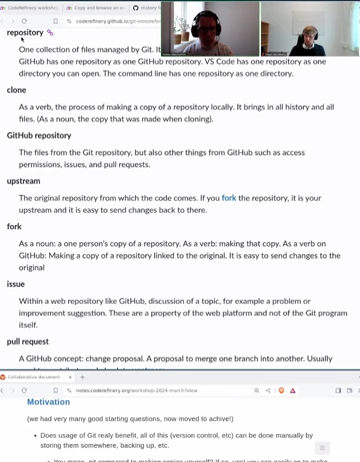 Coderefinery worksho
Copy and browse an e
History f
coderefinery.github.io/git-intro/refer
repository
One collection of files managed by Git. It
GitHub has one repository as one GitHub repository. VS Code has one repository as one
directory you can open. The command line has one repository as one directory.
clone
As a verb, the process of making a copy of a repository locally. It brings in all history and all
files. (As a noun, the copy that was made when cloning).
GitHub repository
The files from the Git repository, but also other things from GitHub such as access
permissions, issues, and pull requests.
upstream
The original repository from which the code comes. If you fork the repository, it is your
upstream and it is easy to send changes back to there.
fork
As a noun: a one person's copy of a repository. As a verb: making that copy. As a verb on
GitHub: Making a copy of a repository linked to the original. It is easy to send changes to the
original
issue
Within a web repository like GitHub, discussion of a topic, for example a problem or
improvement suggestion. These are a property of the web platform and not of the Git program
itself.
pull request
A GitHub concept: change proposal. A proposal to merge one branch into another. Usually
Collaborative document
notes.coderefinery.org/workshop-2024-march?view
Motivation
(we had very many good starting questions, now moved to achive!)
Does usage of Git realy benefit, all of this (version control, etc) can be done manually by
storing them somewhere, backing up, etc.